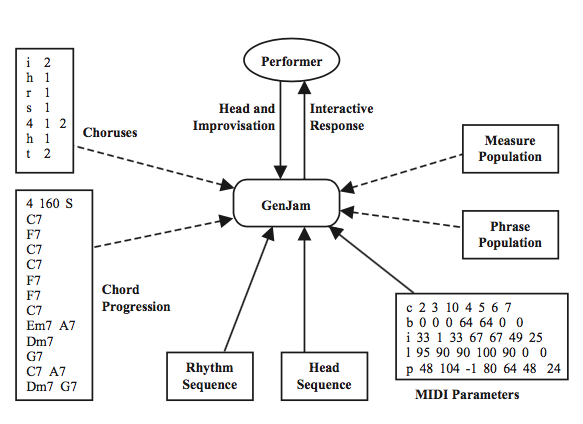 i 2
h 1
r 1
s 1
4 1 2
h 1
t 2
Choruses
Performer
Head and
Improvisation
Interactive
Response
Measure
Population
GenJam
Phrase
Population
4 160 S
C7
F7
C7
C7
F7
F7
C7
Em7 A7
Dm7
G7
C7 A7
Dm7 G7
Chord
Progression
Rhythm
Sequence
Head
Sequence
c 2 3 10 4 5 6 7
b 0 0 0 64 64 0 0
i 33 1 33 67 67 49 25
l 95 90 90 100 90 0 0
p 48 104 -1 80 64 48 24
MIDI Parameters